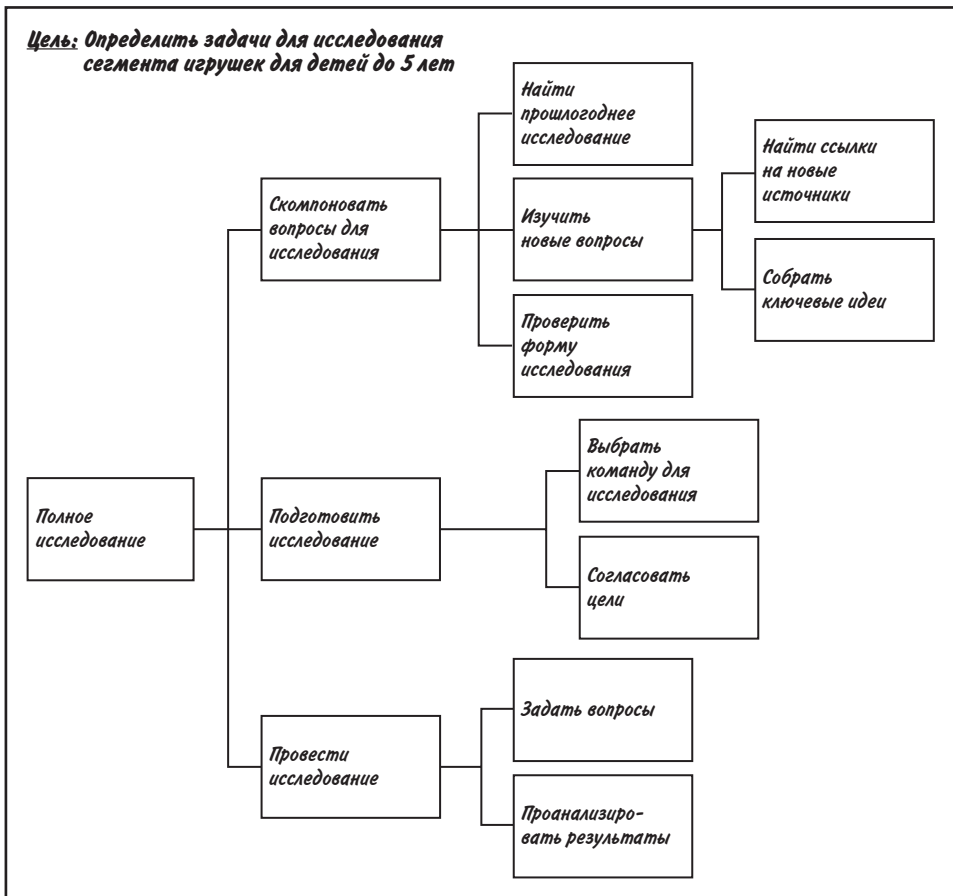 Цель: Определить задачи для исследования
сегмента игрушек для детей до 5 лет
Найти
прошлогоднее
исследование
Найти ссылки
на новые
источники
Скомпоновать
вопросы для
исследования
Изучить
новые вопросы
Собрать
ключевые идеи
Проверить
форму
исследования
Выбрать
команду для
исследования
Полное
исследование
Подготовить
исследование
Согласовать
цели
Задать вопросы
Провести
исследование
Проанализиро-
вать результаты